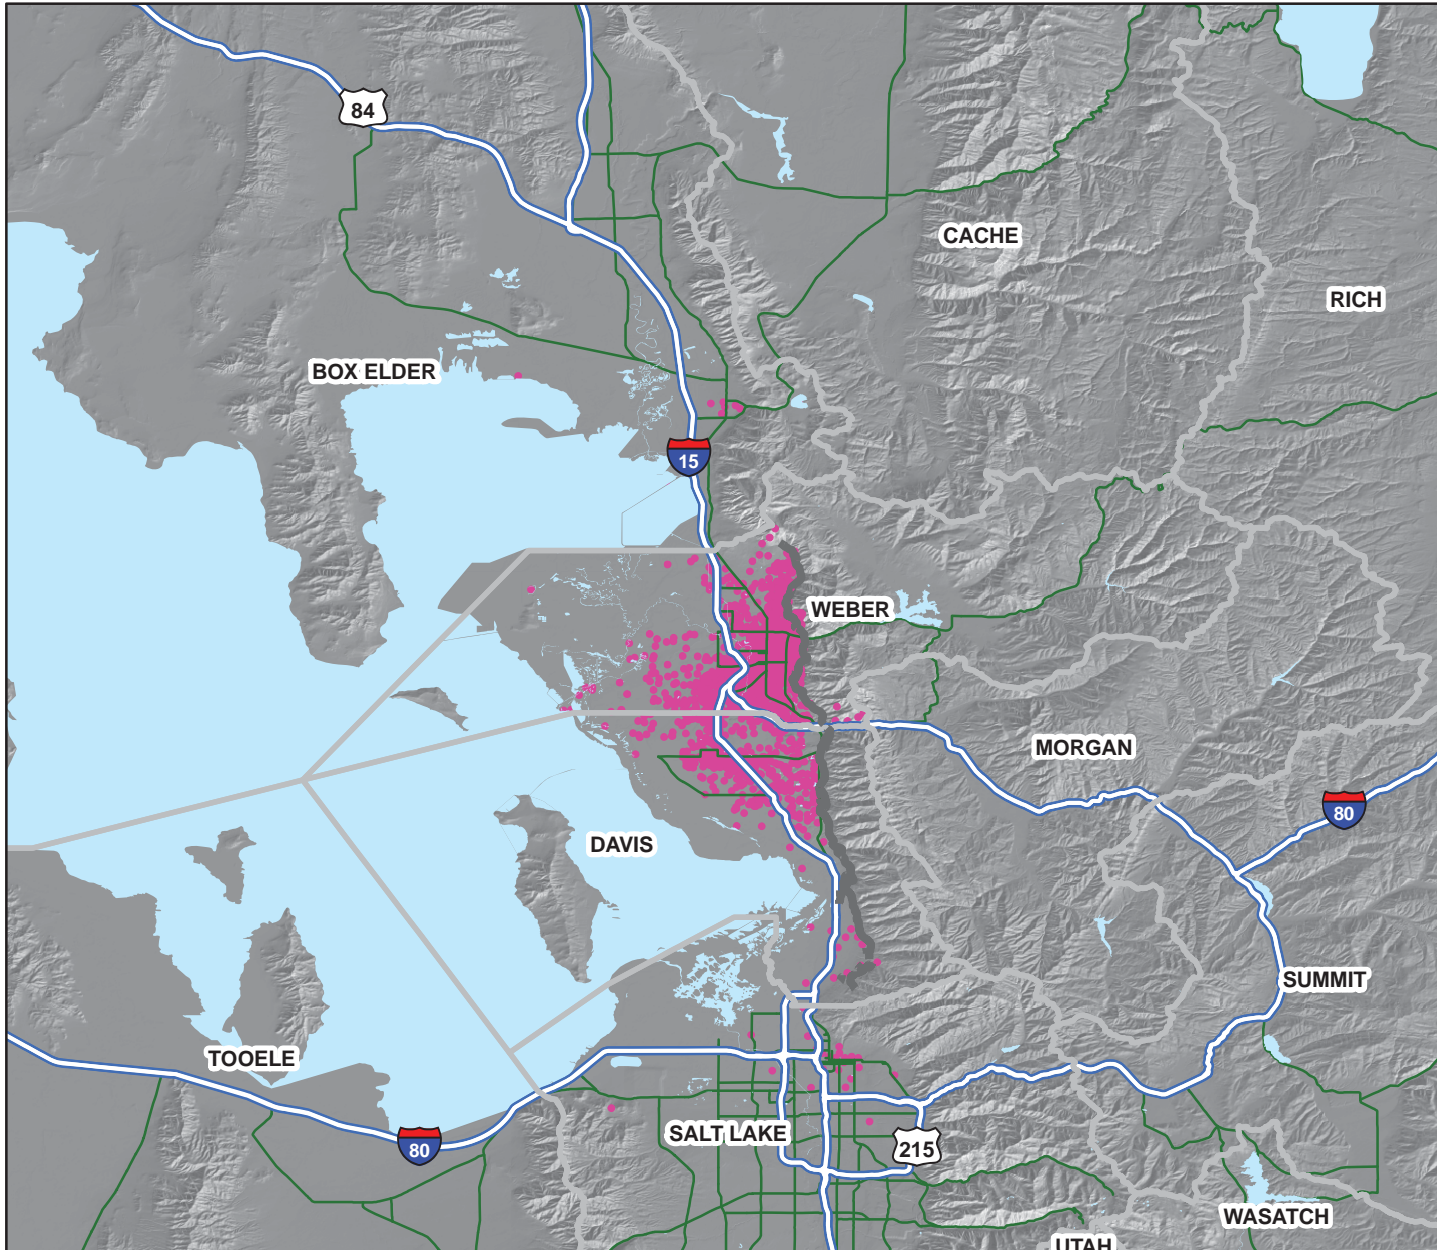 84
CACHE
RICH
BOX ELDER
15
WEBER
MORGAN
80
DAVIS
SUMMIT
TOOELE
SALT LAKE
80
215
WASATCH
UTAH